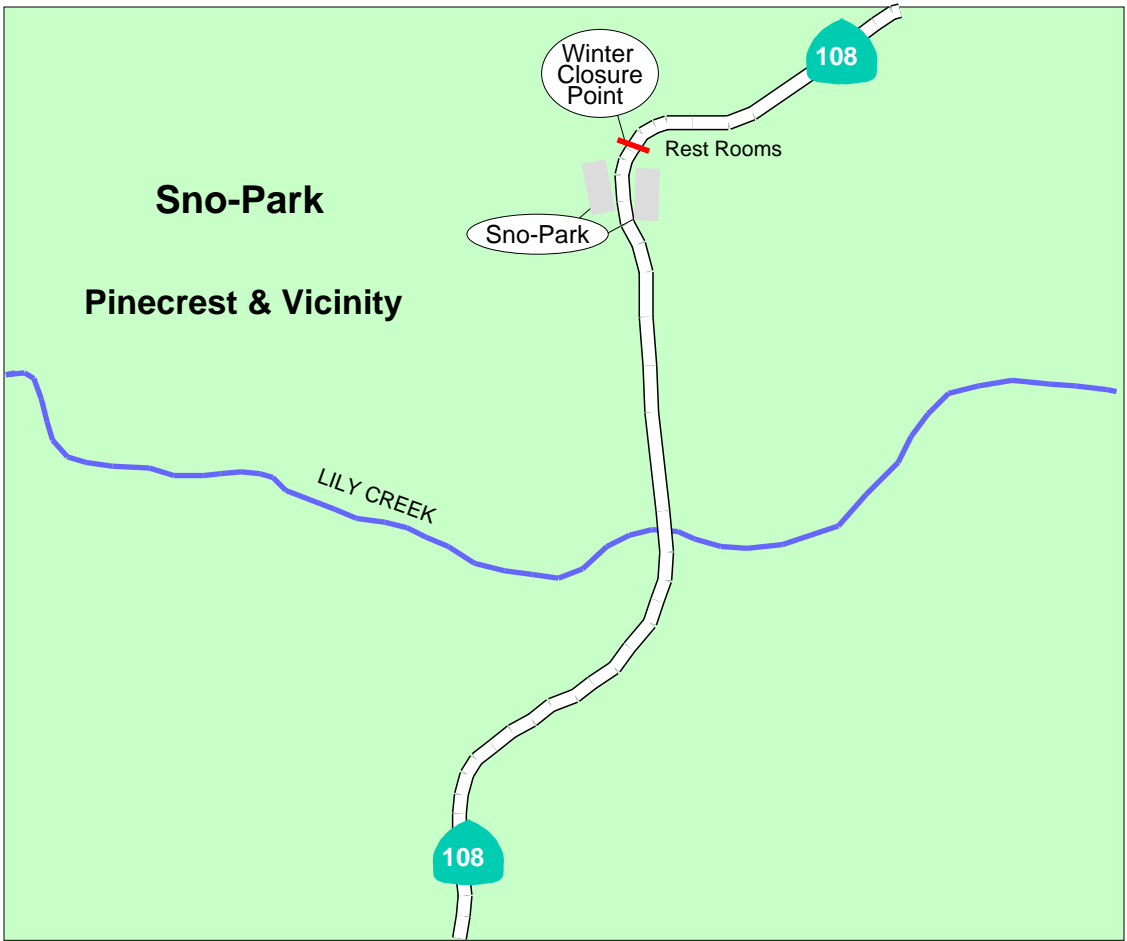 108
Winter
Closure
Point
Rest Rooms
Sno-Park
Sno-Park
Pinecrest & Vicinity
LILY CREEK
108